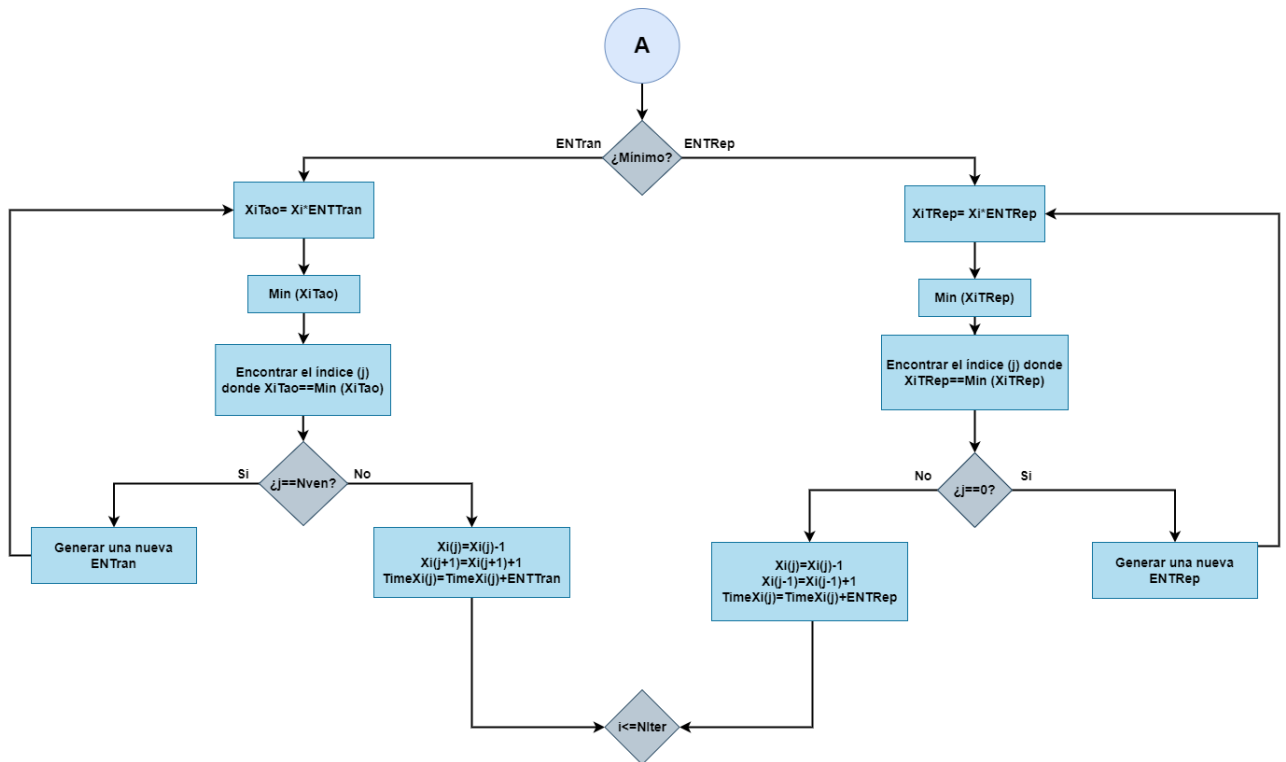 A
¿Mínimo?
ENTran
ENTRep
XiTao= Xi*ENTTran
Min (XiTao)
Encontrar el índice (j)
donde XiTao==Min (XiTao)
¿j==Nven?
Si
No
Generar una nueva
ENTran
Xi(j)=Xi(j)-1
Xi(j+1)=Xi(j+1)+1
TimeXi(j)=TimeXi(j)+ENTTran
XiTRep= Xi*ENTRep
Min (XiTRep)
Encontrar el índice (j) donde
XiTRep==Min (XiTRep)
¿j==0?
No
Si
Xi(j)=Xi(j)-1
Xi(j-1)=Xi(j-1)+1
TimeXi(j)=TimeXi(j)+ENTRep
Generar una nueva
ENTRep
i<=NIter